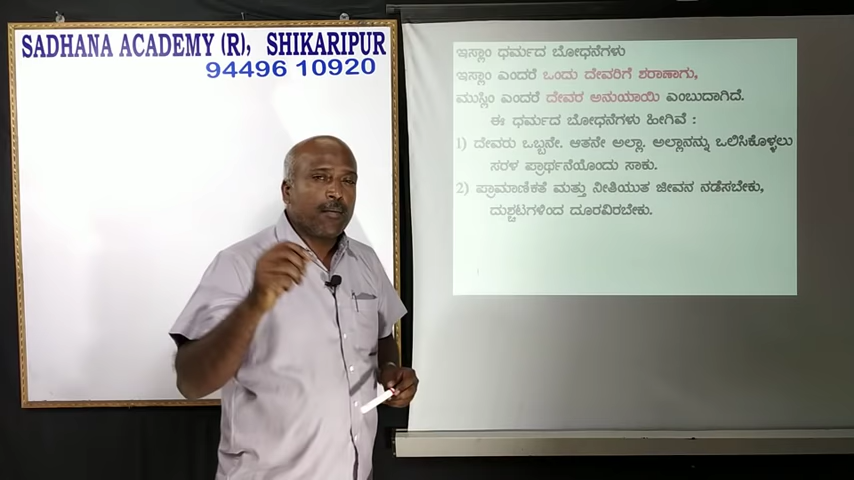 SADHANA ACADEMY (R), SHIKARIPUR
94496 10920
ಇಸ್ಲಾಂ ಧರ್ಮದ ಬೋಧನೆಗಳು
ಇಸ್ಲಾಂ ಎಂದರೆ ಒಂದು ದೇವರಿಗೆ ಶರಾಣಾಗು,
ಮುಸ್ಲಿಂ ಎಂದರೆ ದೇವರ ಅನುಯಾಯಿ ಎಂಬುದಾಗಿದೆ.
ಈ ಧರ್ಮದ ಬೋಧನೆಗಳು ಹೀಗಿವೆ :
1) ದೇವರು ಒಬ್ಬನೇ. ಆತನೇ ಅಲ್ಲಾ. ಅಲ್ಲಾನನ್ನು ಒಲಿಸಿಕೊಳ್ಳಲು
ಸರಳ ಪ್ರಾರ್ಥನೆಯೊಂದು ಸಾಕು.
2) ಪ್ರಾಮಾಣಿಕತೆ ಮತ್ತು ನೀತಿಯುತ ಜೀವನ ನಡೆಸಬೇಕು,
ದುಶ್ಚಟಗಳಿಂದ ದೂರವಿರಬೇಕು.